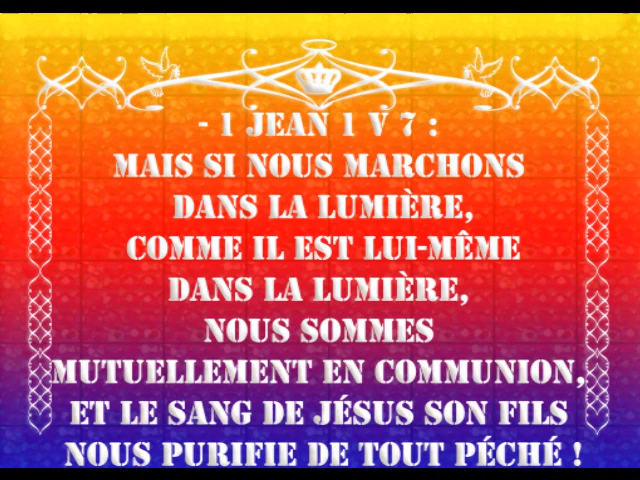 - 1 JEAN 1 V 7 :
MAIS SI NOUS MARCHONS
DANS LA LUMIÈRE,
COMME IL EST LUI-MÊME
DANS LA LUMIÈRE,
NOUS SOMMES
MUTUELLEMENT EN COMMUNION,
ET LE SANG DE JÉSUS SON FILS
NOUS PURIFIE DE TOUT PÉCHÉ !